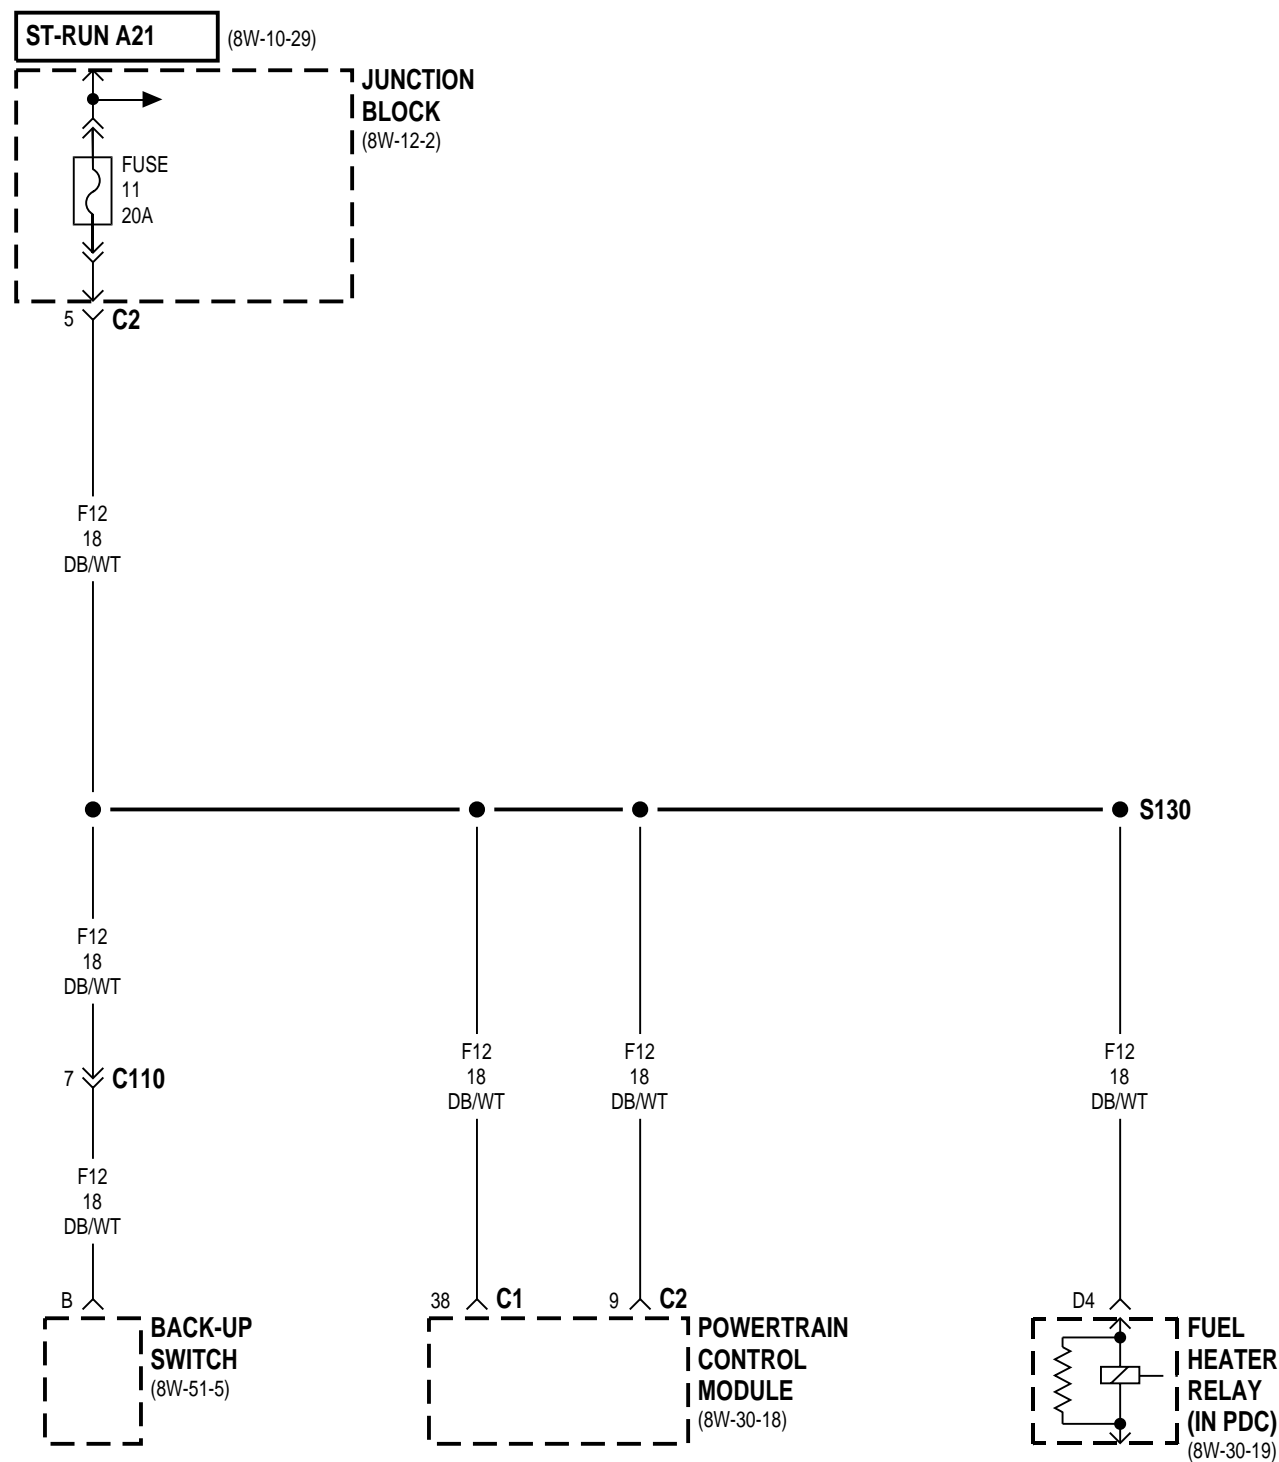 ST-RUN A21 (8W-10-29)
JUNCTION
BLOCK
(8W-12-2)
FUSE
11
20A
5 C2
F12
18
DB/WT
S130
F12
18
DB/WT
7 C110
F12
18
DB/WT
F12
18
DB/WT
F12
18
DB/WT
F12
18
DB/WT
B
BACK-UP
SWITCH
(8W-51-5)
38 C1
9 C2
POWERTRAIN
CONTROL
MODULE
(8W-30-18)
D4
FUEL
HEATER
RELAY
(IN PDC)
(8W-30-19)